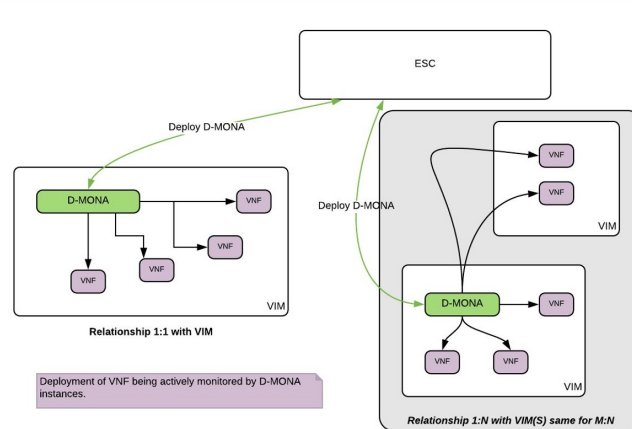 ESC
Deploy D-MONA
VNF
VNF
VIM
D-MONA
VNF
VNF
VNF
VNF
VIM
Relationship 1:1 with VIM
Deploy D-MONA
D-MONA
VNF
VNF
VNF
VIM
Deployment of VNF being actively monitored by D-MONA
instances.
Relationship 1:N with VIM(S) same for M:N